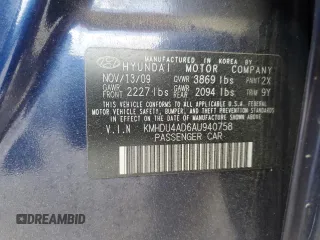 MANUFACTURED IN KOREA BY
HYUNDAI MOTOR COMPANY
NOV/13/09 GVWR 3869 lbs PAINT 2X
GAWR FRONT 2227 lbs GAWR REAR 2094 lbs TRIM 9Y
THIS VEHICLE CONFORMS TO ALL APPLICABLE U.S.A. FEDERAL
MOTOR VEHICLE SAFETY, BUMPER, AND THEFT PREVENTION
STANDARDS IN EFFECT ON THE DATE OF MANUFACTURE SHOWN ABOVE.
V.I.N KMHDU4AD6AU940758
PASSENGER CAR
DREAMBID